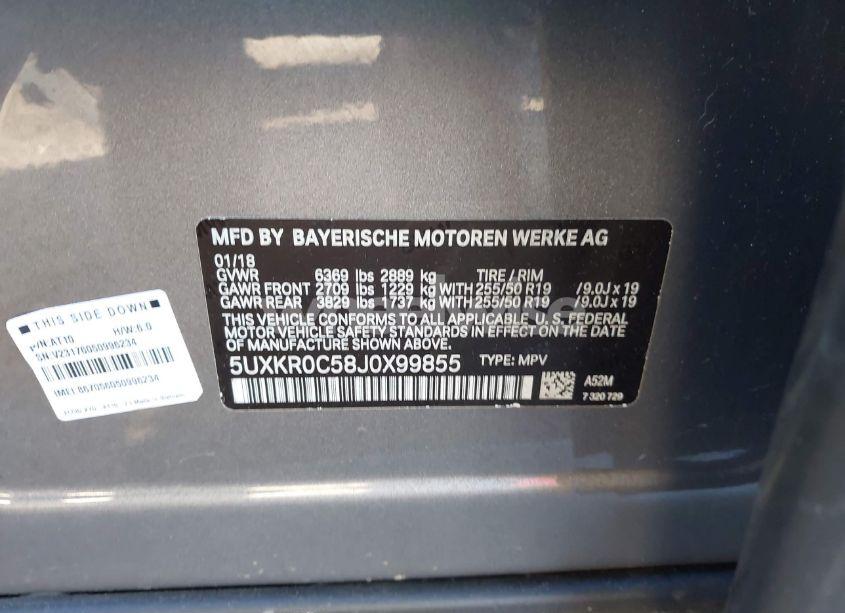 MFD BY BAYERISCHE MOTOREN WERKE AG
01/18
GVWR 6369 lbs 2889 kg TIRE / RIM
GAWR FRONT 2709 lbs 1229 kg WITH 255/50 R19 /9.0J x 19
GAWR REAR 3829 lbs 1737 kg WITH 255/50 R19 /9.0J x 19
THIS VEHICLE CONFORMS TO ALL APPLICABLE U.S. FEDERAL
MOTOR VEHICLE SAFETY STANDARDS IN EFFECT ON THE DATE
OF MANUFACTURE SHOWN ABOVE.
5UXKR0C58J0X99855 TYPE: MPV
A52M
7 320 729
THIS SIDE DOWN
P/N AT10 H/W:6.0